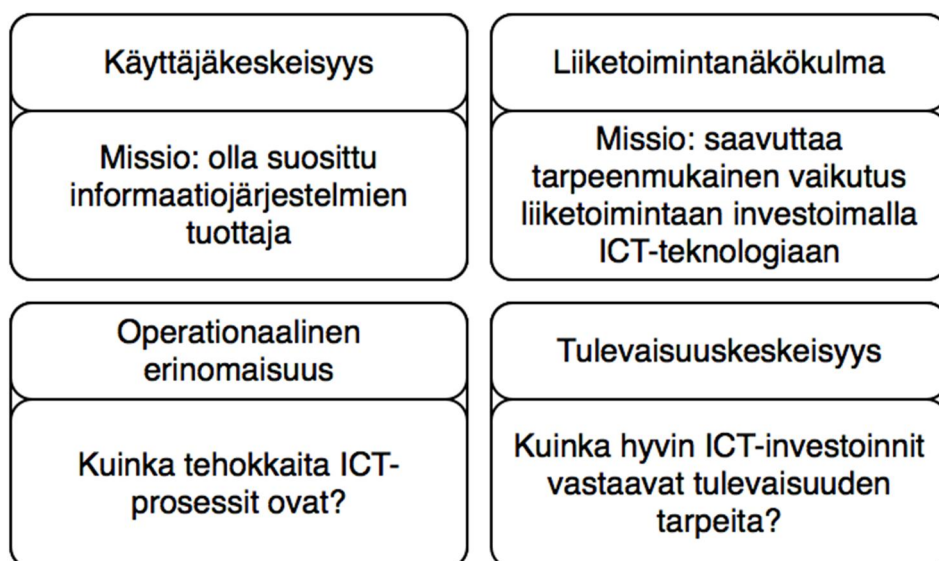 Käyttäjäkeskeisyys
Missio: olla suosittu
informaatiojärjestelmien
tuottaja
Liiketoimintanäkökulma
Missio: saavuttaa
tarpeenmukainen vaikutus
liiketoimintaan investoimalla
ICT-teknologiaan
Operationaalinen
erinomaisuus
Kuinka tehokkaita ICT-
prosessit ovat?
Tulevaisuuskeskeisyys
Kuinka hyvin ICT-investoinnit
vastaavat tulevaisuuden
tarpeita?